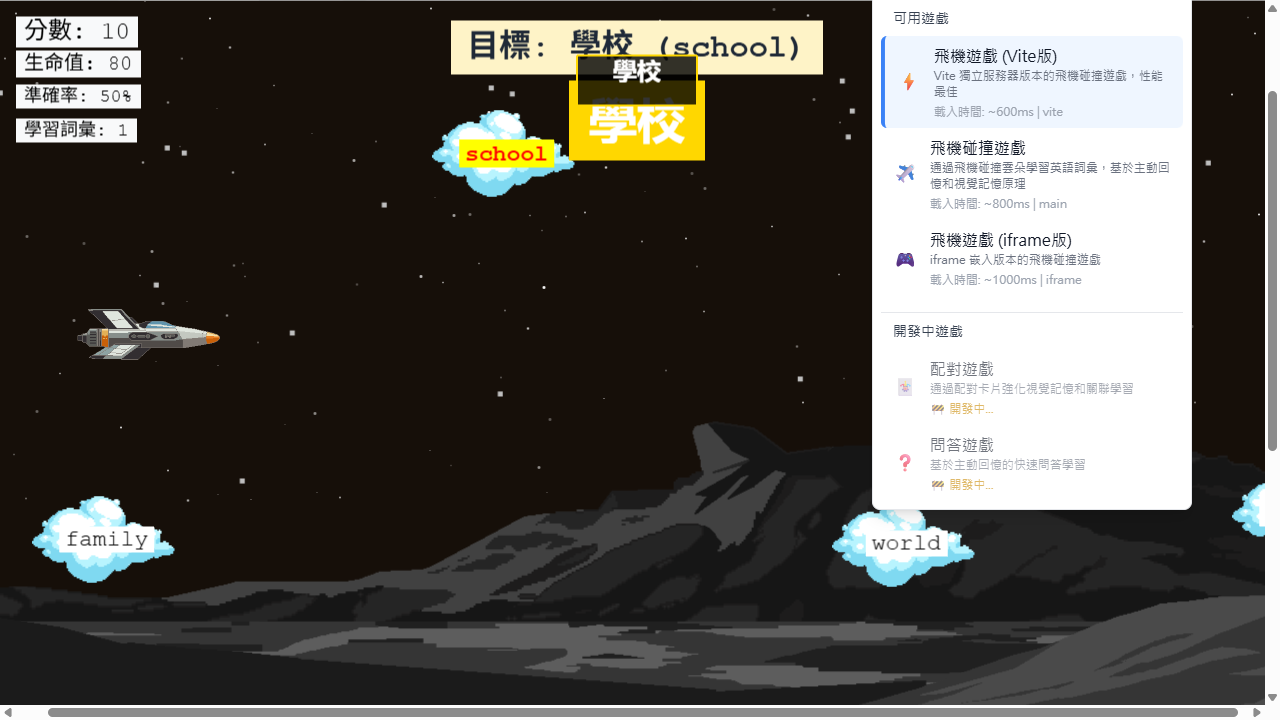 分數: 10
生命值: 80
準確率: 50%
學習詞彙: 1
目標: 學校 (school)
學校
學校
school
family
world
可用遊戲
飛機遊戲 (Vite版)
Vite 獨立服務器版本的飛機碰撞遊戲，性能
最佳
載入時間: ~600ms | vite
飛機碰撞遊戲
通過飛機碰撞雲朵學習英語詞彙，基於主動回
憶和視覺記憶原理
載入時間: ~800ms | main
飛機遊戲 (iframe版)
iframe 嵌入版本的飛機碰撞遊戲
載入時間: ~1000ms | iframe
開發中遊戲
配對遊戲
通過配對卡片強化視覺記憶和關聯學習
🚧 開發中...
問答遊戲
基於主動回憶的快速問答學習
🚧 開發中...